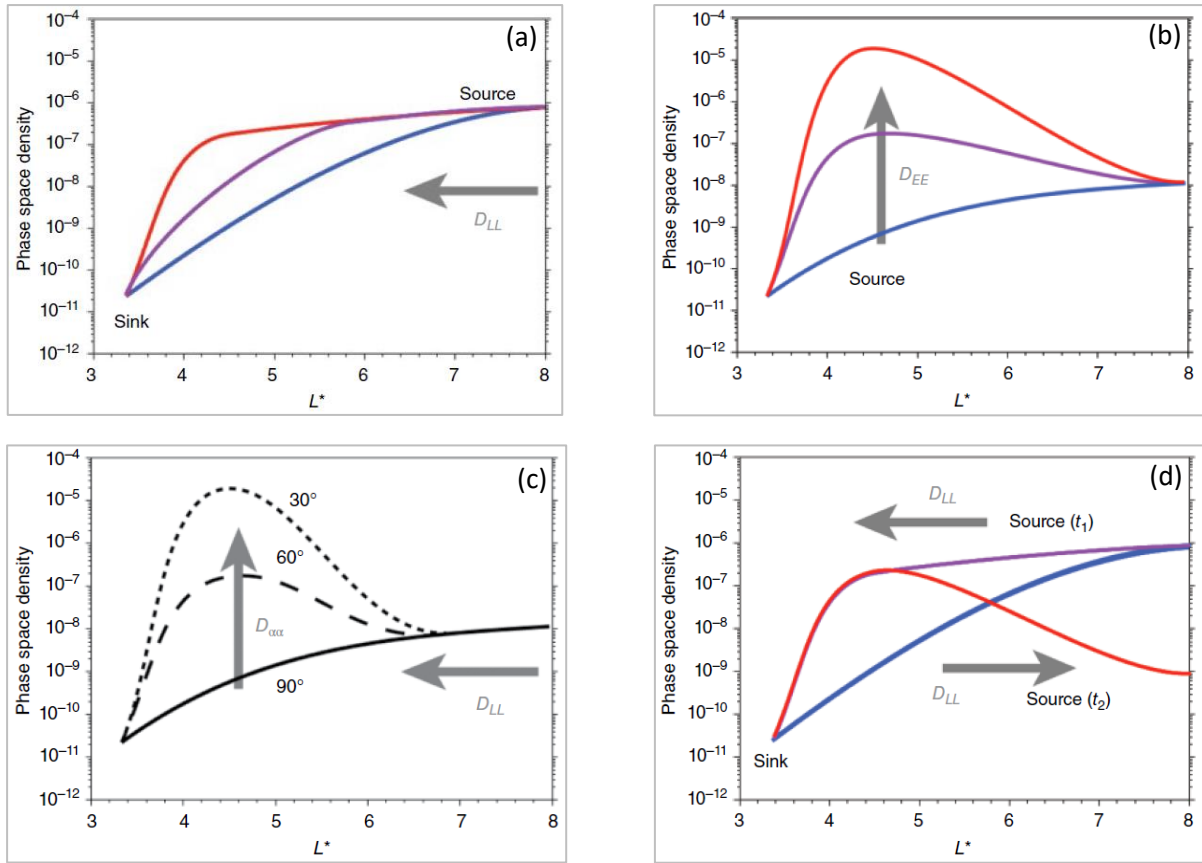 (a)
10⁻⁴
10⁻⁵
10⁻⁶
10⁻⁷
10⁻⁸
10⁻⁹
10⁻¹⁰
10⁻¹¹
10⁻¹²
Phase space density
Source
D_LL
Sink
3 4 5 6 7 8
L*
(b)
10⁻⁴
10⁻⁵
10⁻⁶
10⁻⁷
10⁻⁸
10⁻⁹
10⁻¹⁰
10⁻¹¹
10⁻¹²
Phase space density
D_EE
Source
3 4 5 6 7 8
L*
(c)
10⁻⁴
10⁻⁵
10⁻⁶
10⁻⁷
10⁻⁸
10⁻⁹
10⁻¹⁰
10⁻¹¹
10⁻¹²
Phase space density
30°
60°
D_αα
90°
D_LL
3 4 5 6 7 8
L*
(d)
10⁻⁴
10⁻⁵
10⁻⁶
10⁻⁷
10⁻⁸
10⁻⁹
10⁻¹⁰
10⁻¹¹
10⁻¹²
Phase space density
D_LL
Source (t₁)
D_LL
Source (t₂)
Sink
3 4 5 6 7 8
L*